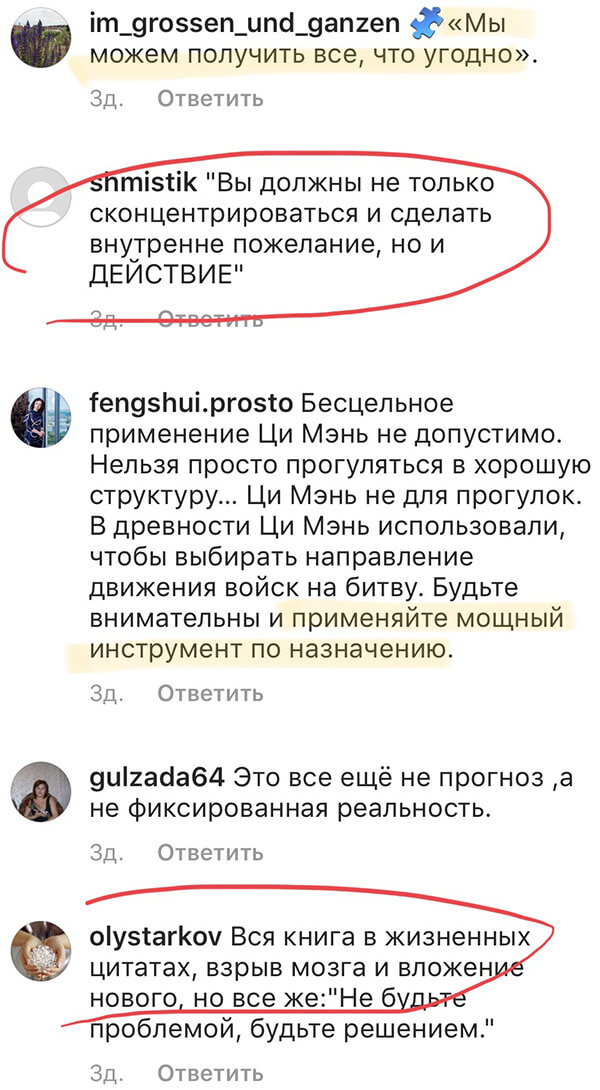 im_grossen_und_ganzen 🧩«Мы
можем получить все, что угодно».
3д. Ответить
shmistik "Вы должны не только
сконцентрироваться и сделать
внутренне пожелание, но и
ДЕЙСТВИЕ"
3д. Ответить
fengshui.prosto Бесцельное
применение Ци Мэнь не допустимо.
Нельзя просто прогуляться в хорошую
структуру... Ци Мэнь не для прогулок.
В древности Ци Мэнь использовали,
чтобы выбирать направление
движения войск на битву. Будьте
внимательны и применяйте мощный
инструмент по назначению.
3д. Ответить
gulzada64 Это все ещё не прогноз ,а
не фиксированная реальность.
3д. Ответить
olystarkov Вся книга в жизненных
цитатах, взрыв мозга и вложение
нового, но все же:"Не будьте
проблемой, будьте решением."
3д. Ответить